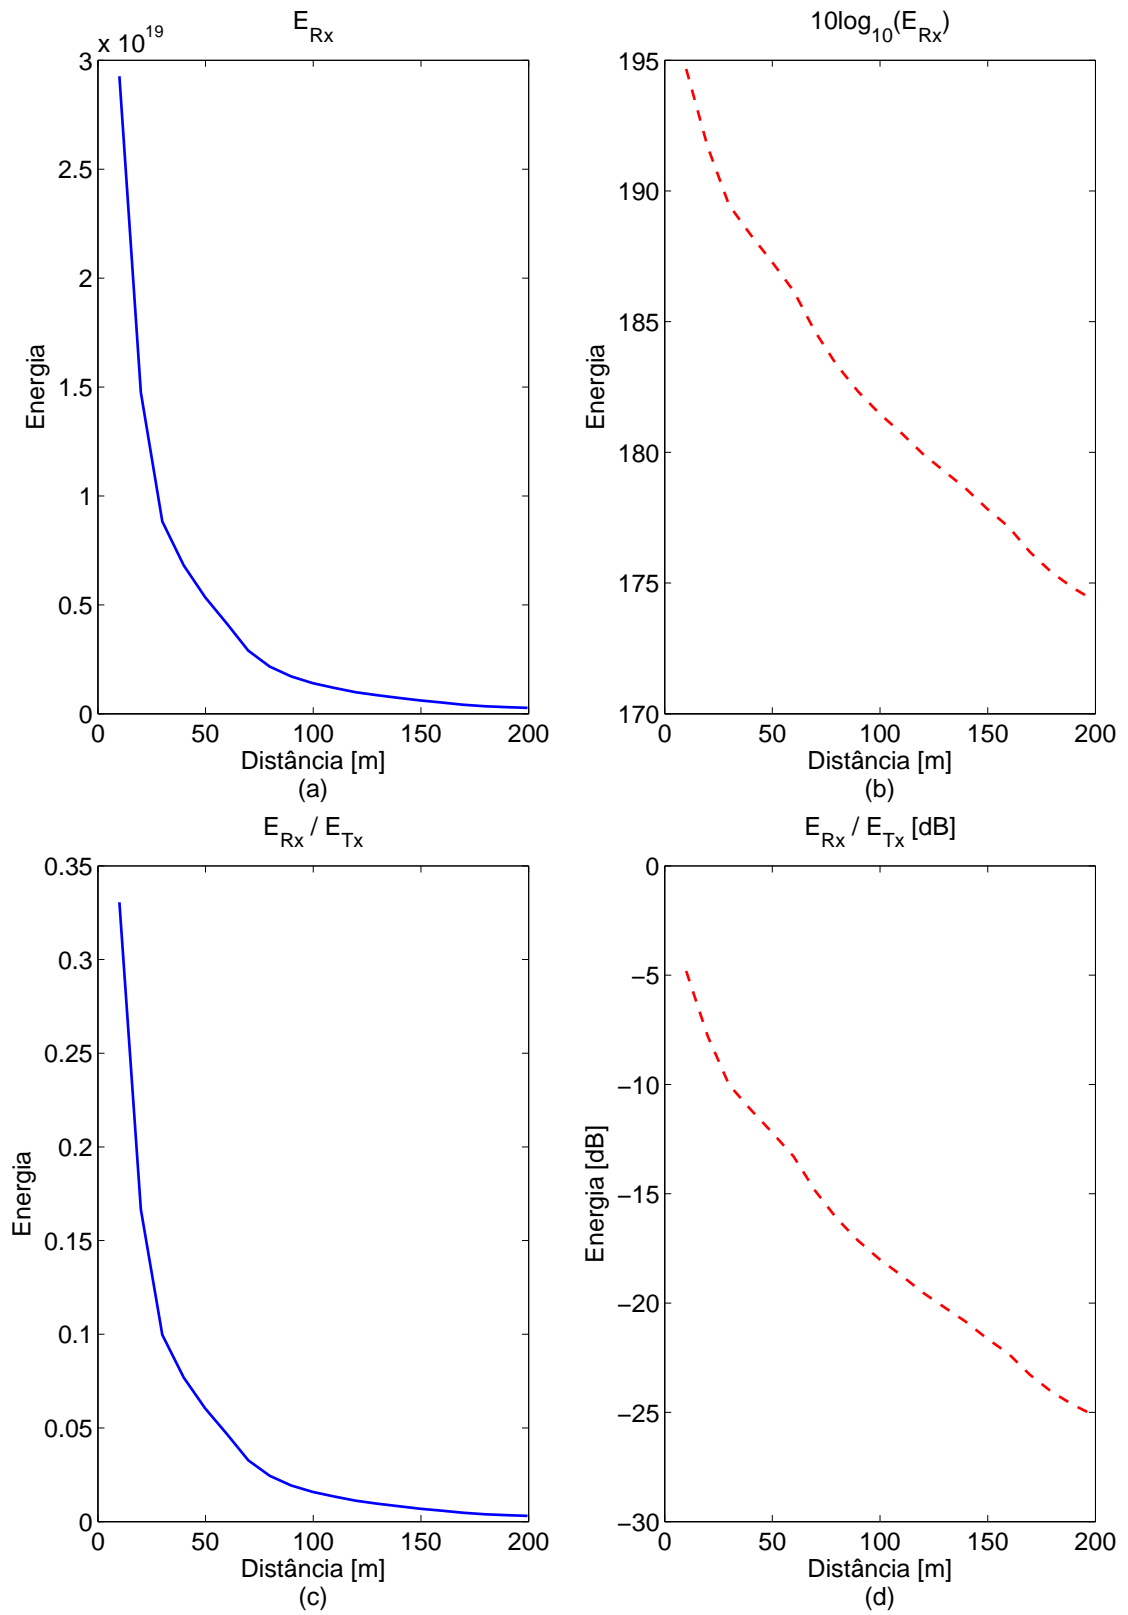 E_Rx
x 10^19
3
2.5
2
1.5
1
0.5
0
0 50 100 150 200
Energia
Distância [m]
(a)
10log_10(E_Rx)
195
190
185
180
175
170
0 50 100 150 200
Energia
Distância [m]
(b)
E_Rx / E_Tx
0.35
0.3
0.25
0.2
0.15
0.1
0.05
0
0 50 100 150 200
Energia
Distância [m]
(c)
E_Rx / E_Tx [dB]
0
−5
−10
−15
−20
−25
−30
0 50 100 150 200
Energia [dB]
Distância [m]
(d)